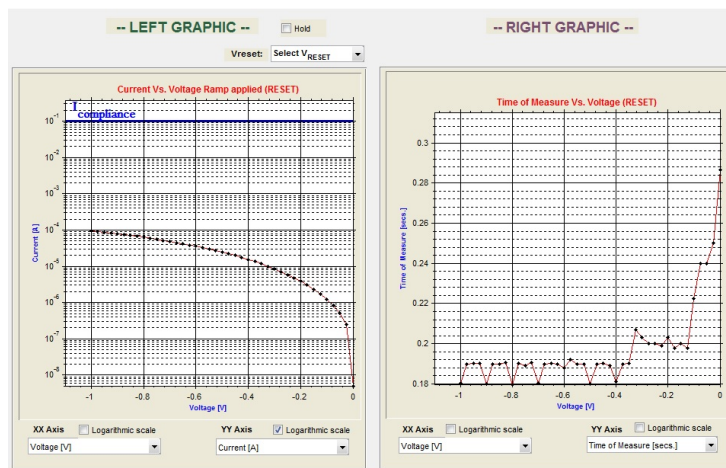 -- LEFT GRAPHIC --
Hold
-- RIGHT GRAPHIC --
Vreset:
Select VRESET
Current Vs. Voltage Ramp applied (RESET)
I
compliance
10-1
10-2
10-3
10-4
10-5
10-6
10-7
10-8
Current [A]
-1
-0.8
-0.6
-0.4
-0.2
0
Voltage [V]
XX Axis
Logarithmic scale
YY Axis
Logarithmic scale
Voltage [V]
Current [A]
Time of Measure Vs. Voltage (RESET)
0.3
0.28
0.26
0.24
0.22
0.2
0.18
Time of Measure [secs.]
-1
-0.8
-0.6
-0.4
-0.2
0
Voltage [V]
XX Axis
Logarithmic scale
YY Axis
Logarithmic scale
Voltage [V]
Time of Measure [secs.]